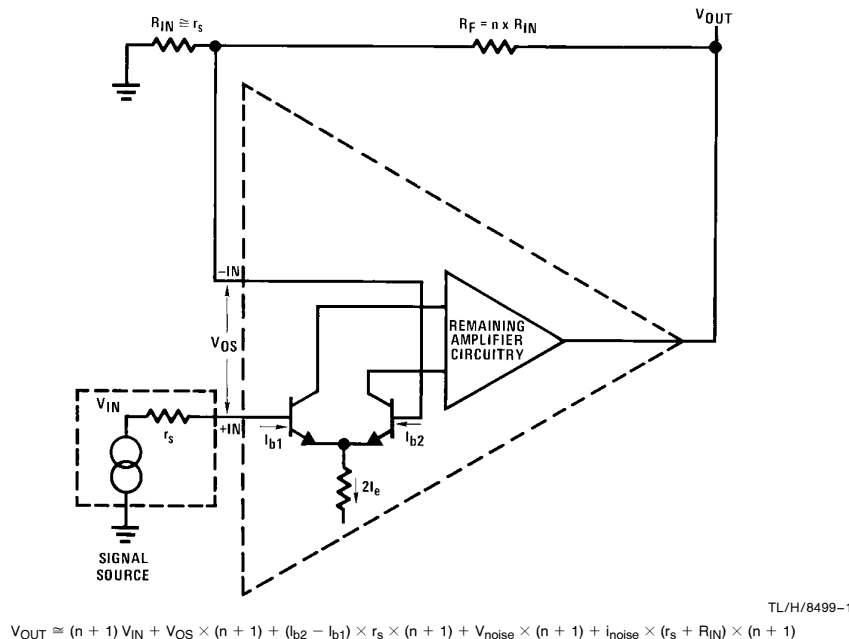 R_IN ≅ r_s
R_F = n x R_IN
V_OUT
−IN
V_OS
REMAINING
AMPLIFIER
CIRCUITRY
V_IN
r_s
+IN
I_b1
I_b2
2I_e
SIGNAL
SOURCE
TL/H/8499–1
V_OUT ≅ (n + 1) V_IN + V_OS × (n + 1) + (I_b2 − I_b1) × r_s × (n + 1) + V_noise × (n + 1) + i_noise × (r_s + R_IN) × (n + 1)